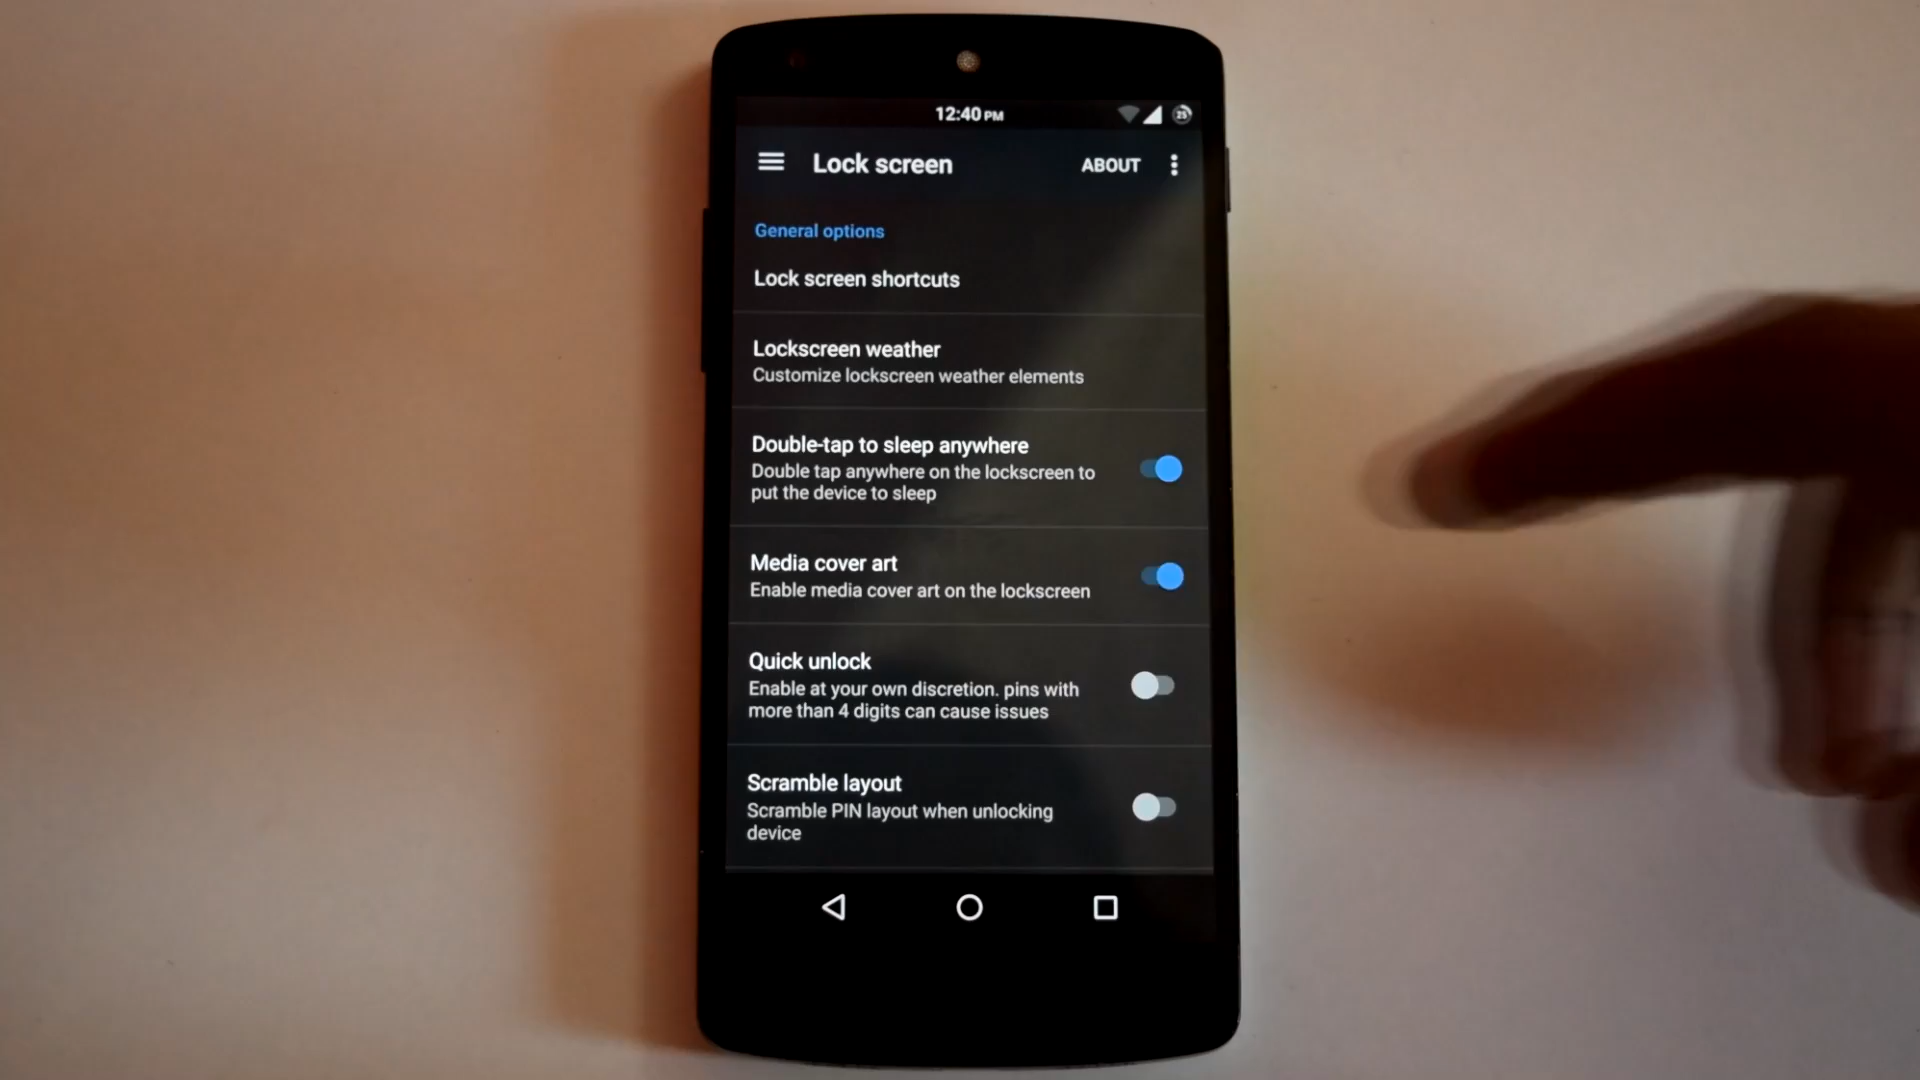 12:40 PM
25
Lock screen
ABOUT
General options
Lock screen shortcuts
Lockscreen weather
Customize lockscreen weather elements
Double-tap to sleep anywhere
Double tap anywhere on the lockscreen to
put the device to sleep
Media cover art
Enable media cover art on the lockscreen
Quick unlock
Enable at your own discretion. pins with
more than 4 digits can cause issues
Scramble layout
Scramble PIN layout when unlocking
device